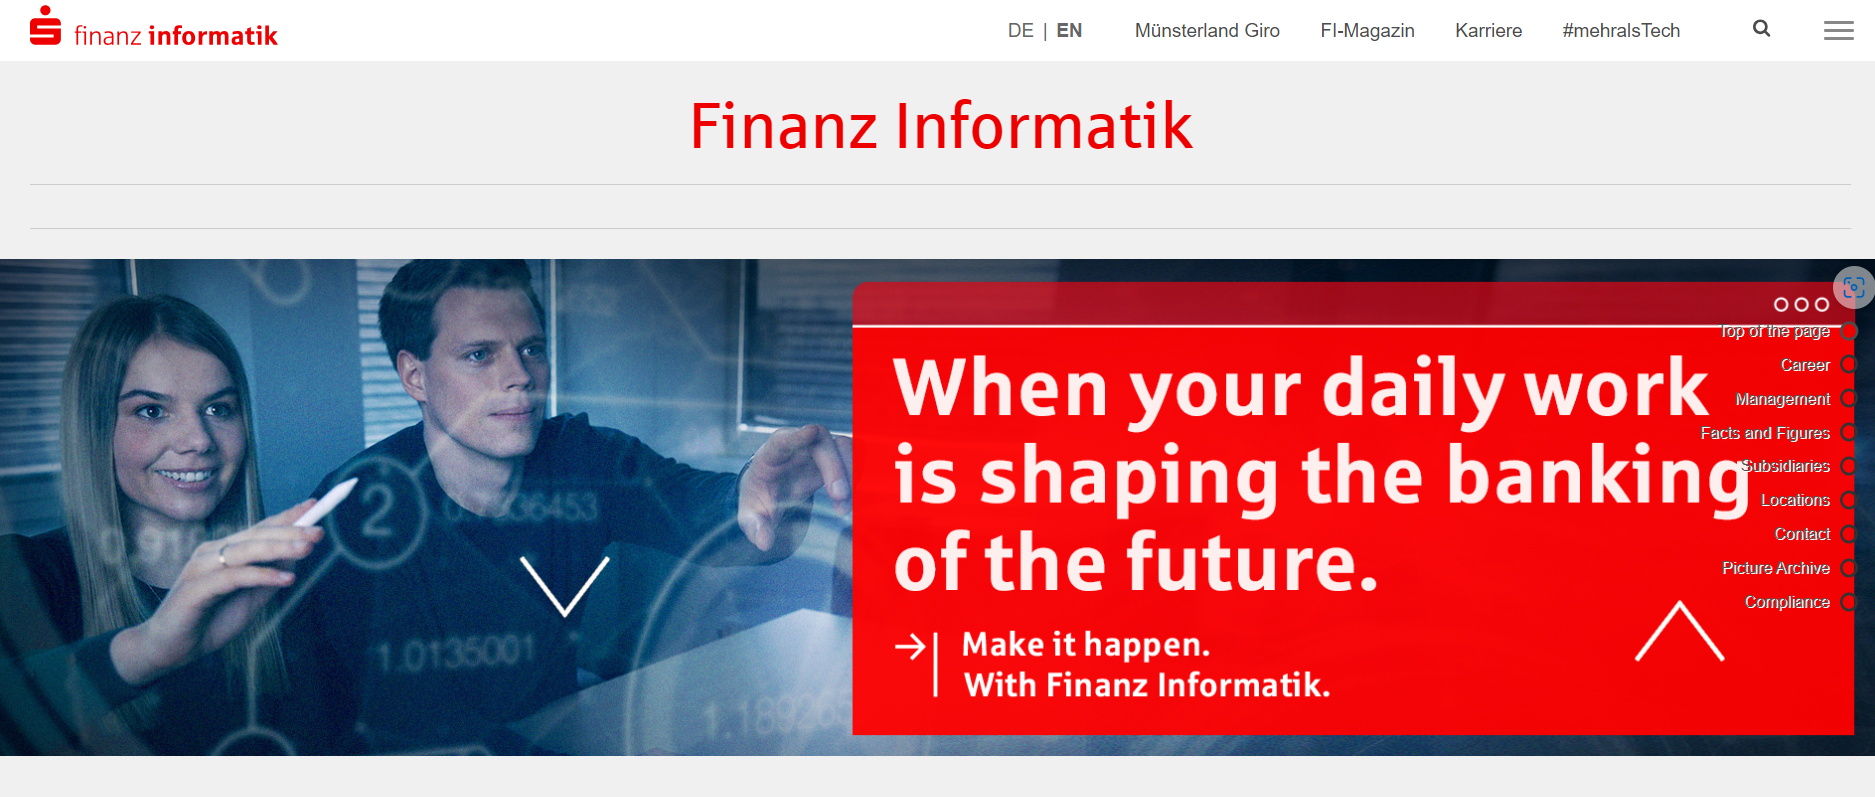 finanz informatik
DE | EN
Münsterland Giro
FI-Magazin
Karriere
#mehralsTech
Finanz Informatik
When your daily work
is shaping the banking
of the future.
Make it happen.
With Finanz Informatik.
Top of the page
Career
Management
Facts and Figures
Subsidiaries
Locations
Contact
Picture Archive
Compliance
2
1.0135001